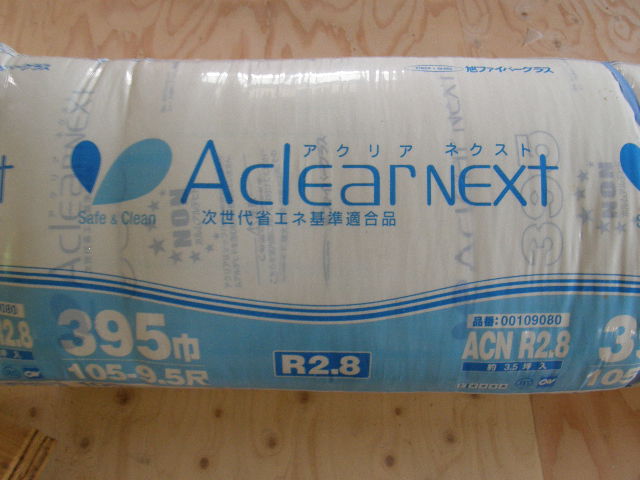 旭ファイバーグラス
アクリア ネクスト
Aclear NEXT
Safe & Clean
次世代省エネ基準適合品
395巾
105-9.5尺
R2.8
品番:00109080
ACN R2.8
約 3.5 坪入